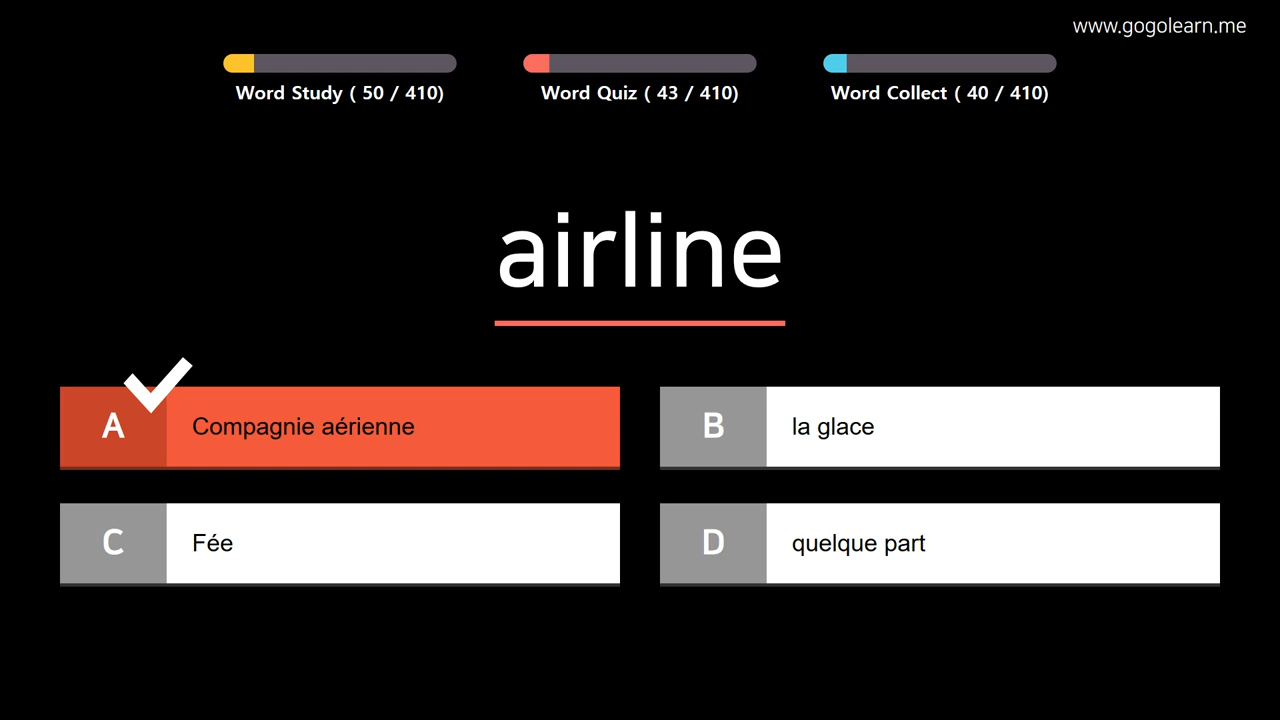 www.gogolearn.me
Word Study ( 50 / 410)
Word Quiz ( 43 / 410)
Word Collect ( 40 / 410)
airline
A Compagnie aérienne
B la glace
C Fée
D quelque part